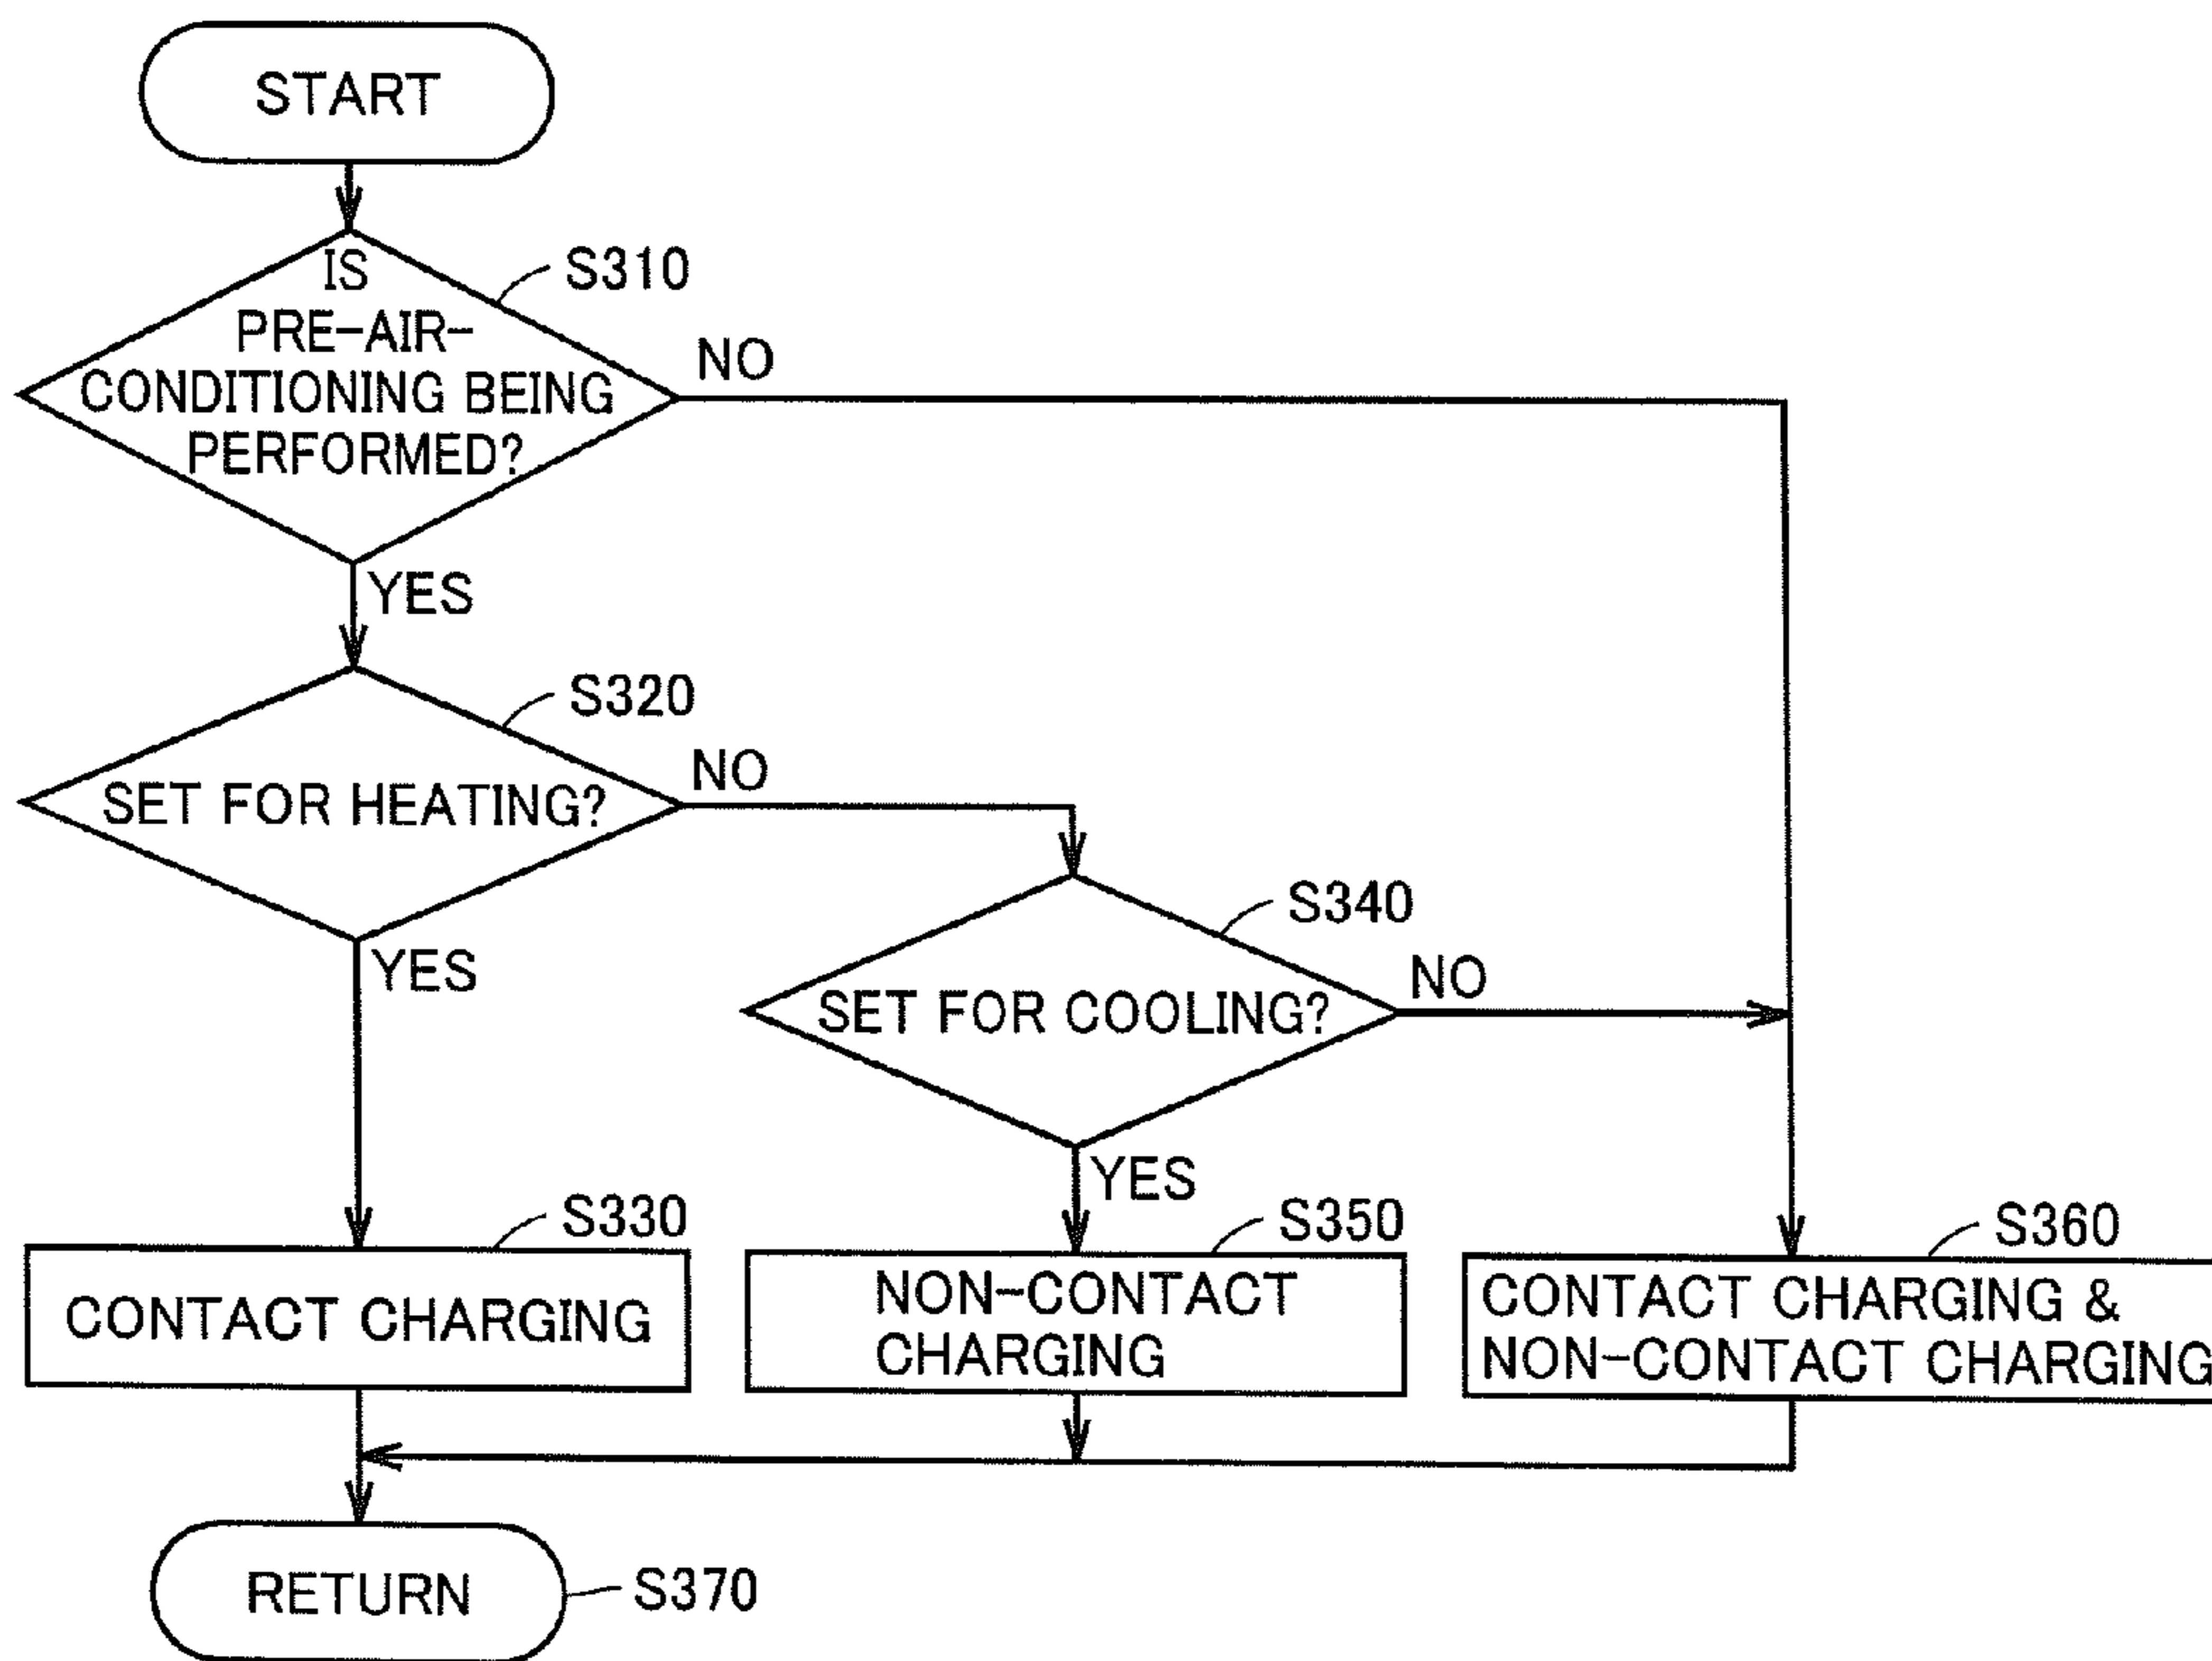 START
S310
IS
PRE-AIR-
CONDITIONING BEING
PERFORMED?
NO
YES
S320
SET FOR HEATING?
NO
YES
S340
SET FOR COOLING?
NO
YES
S330
CONTACT CHARGING
S350
NON-CONTACT
CHARGING
S360
CONTACT CHARGING &
NON-CONTACT CHARGING
RETURN
S370